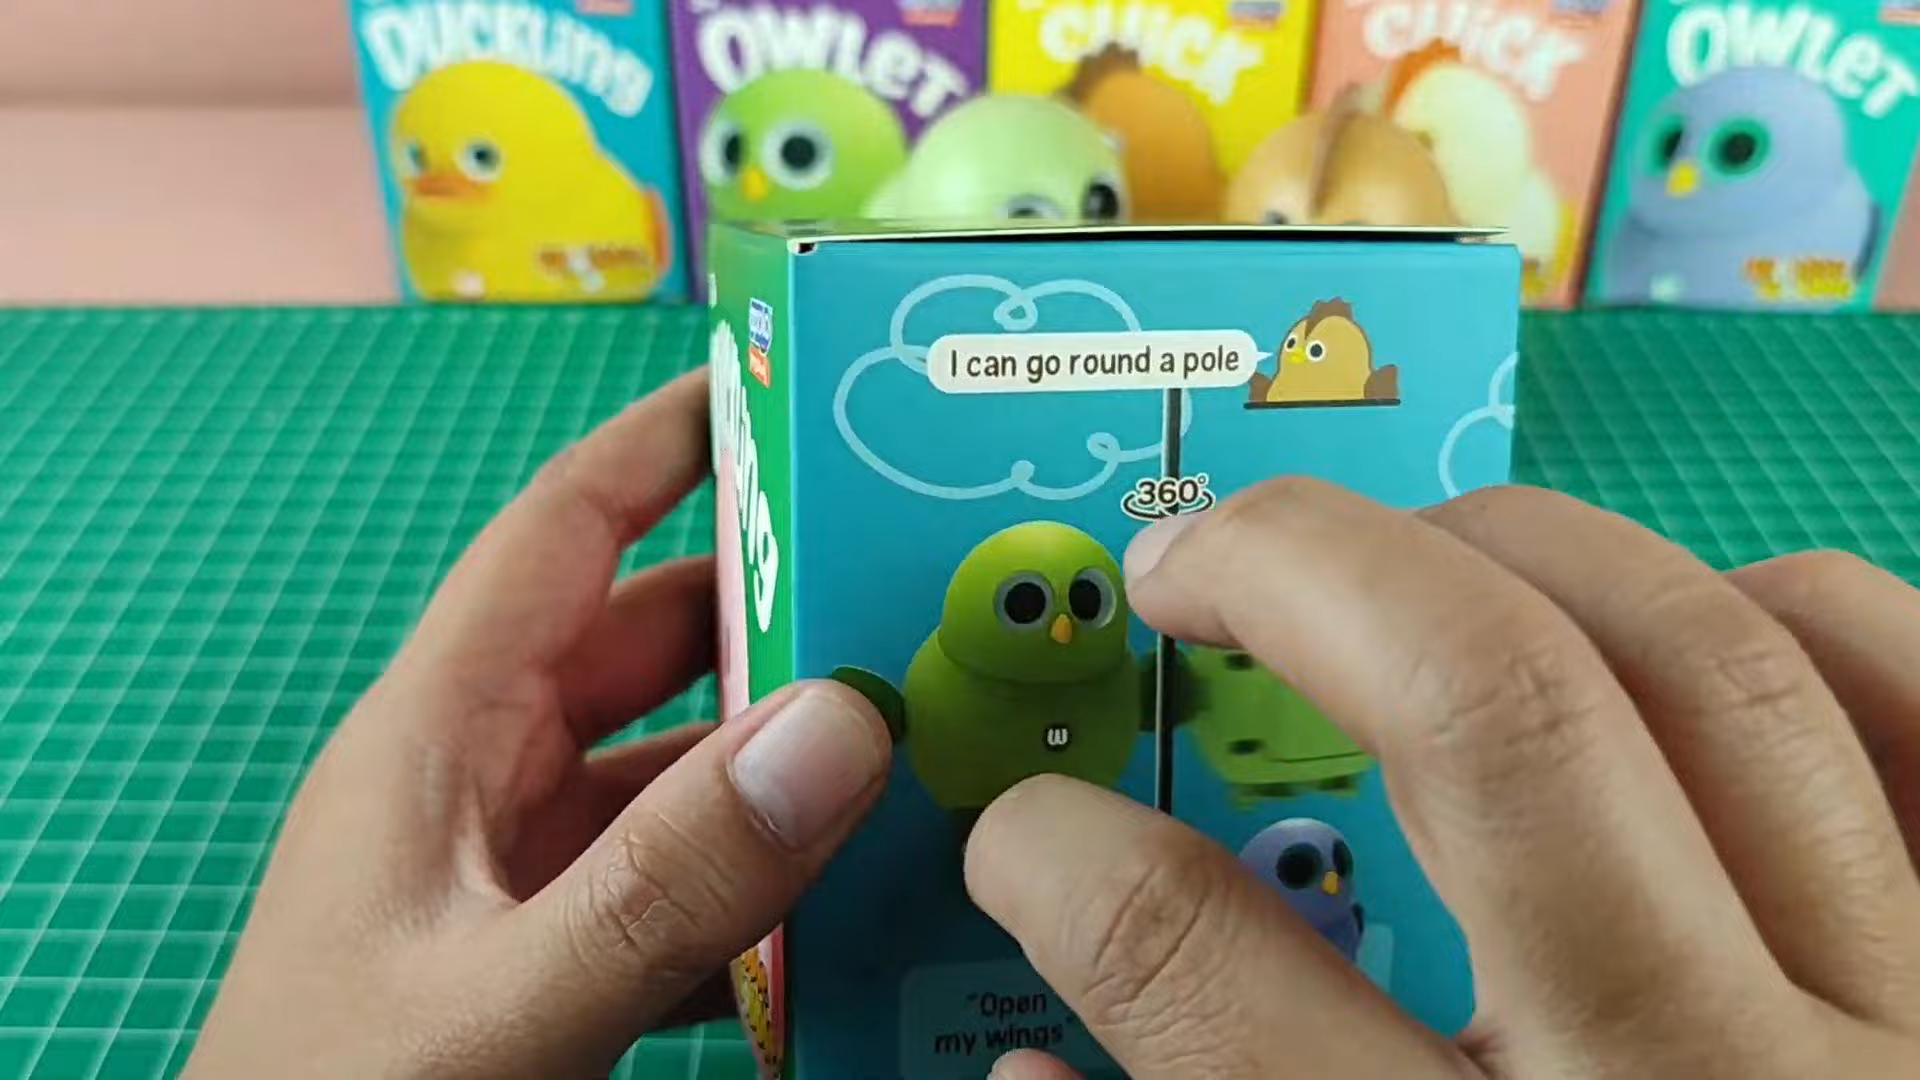 DUCKLing
OWLeT
CHiCK
CHiCK
OWLeT
I can go round a pole
360°
W
"Open
my wings"